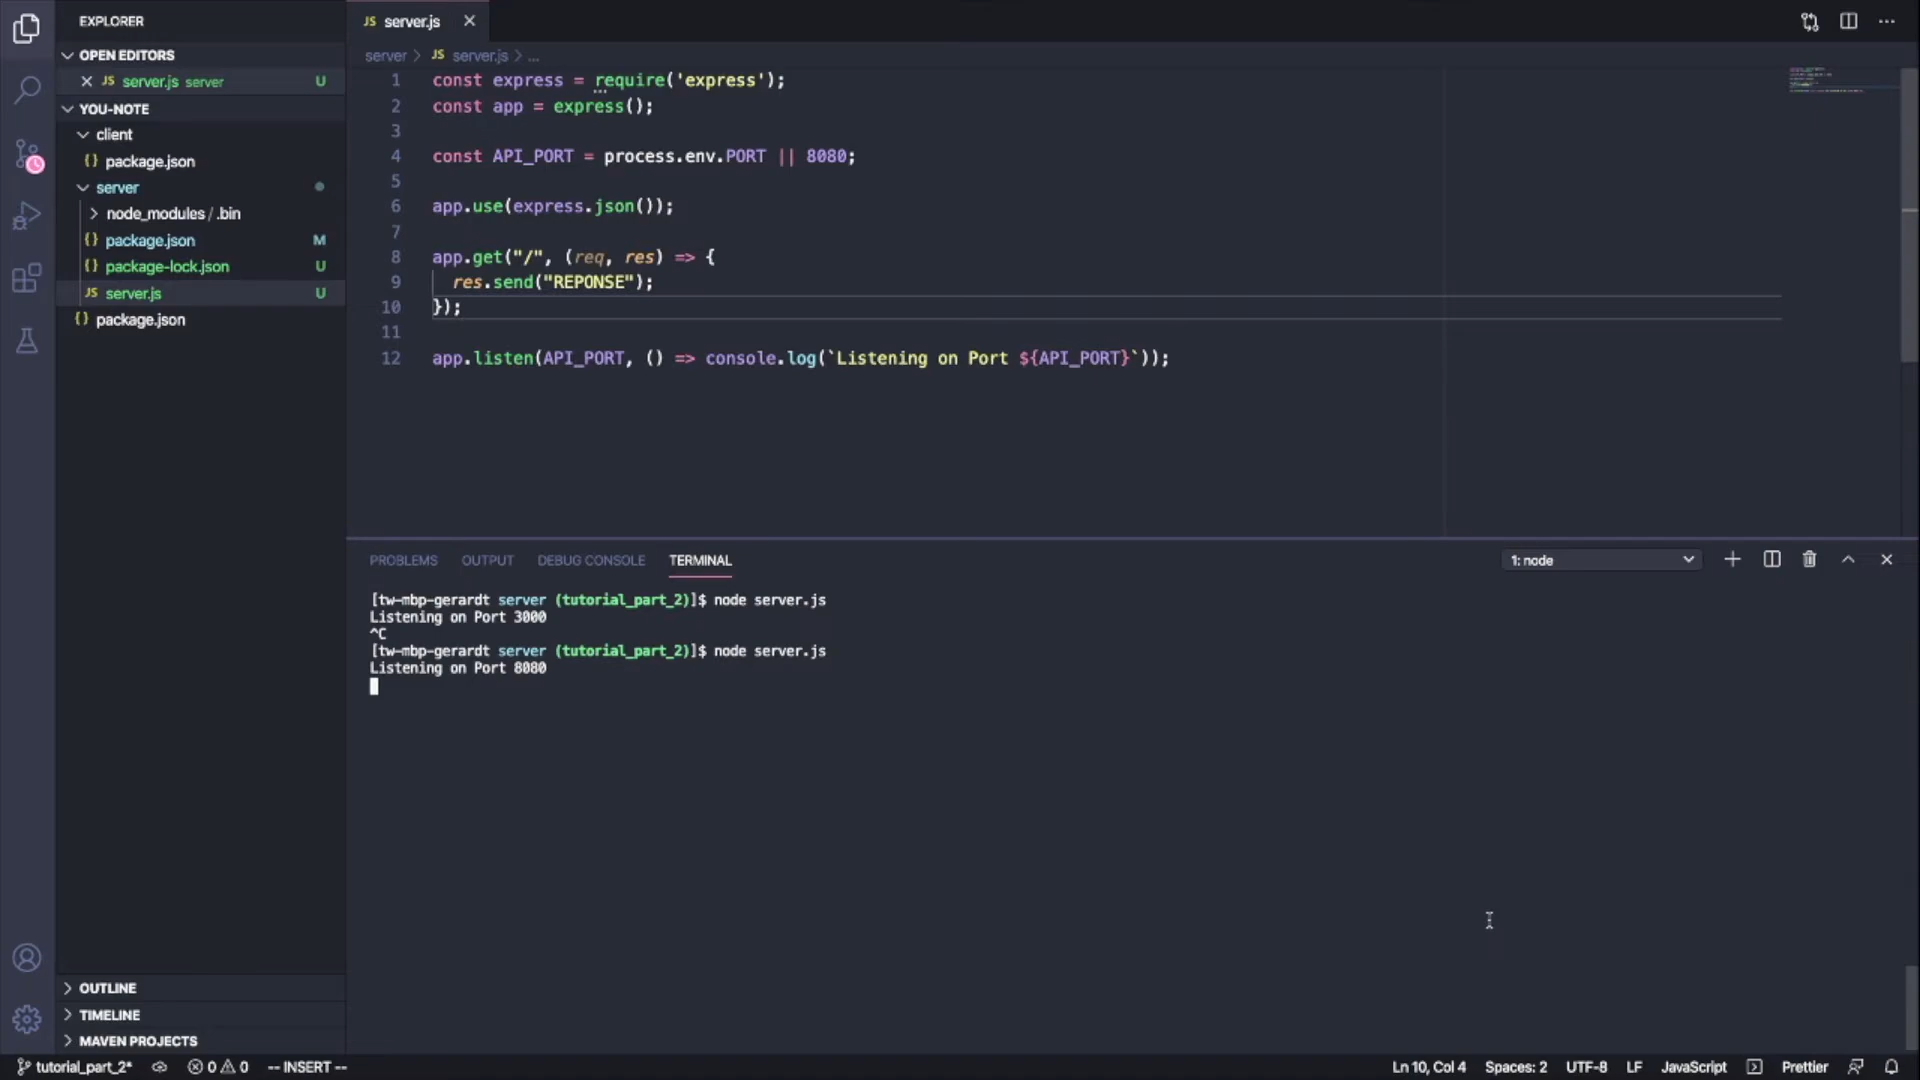 EXPLORER
OPEN EDITORS
JS server.js server U
YOU-NOTE
client
{} package.json
server
node_modules / .bin
{} package.json M
{} package-lock.json U
JS server.js U
{} package.json
OUTLINE
TIMELINE
MAVEN PROJECTS
JS server.js
server > JS server.js > ...
1 const express = require('express');
2 const app = express();
3
4 const API_PORT = process.env.PORT || 8080;
5
6 app.use(express.json());
7
8 app.get("/", (req, res) => {
9 res.send("REPONSE");
10 });
11
12 app.listen(API_PORT, () => console.log(`Listening on Port ${API_PORT}`));
PROBLEMS OUTPUT DEBUG CONSOLE TERMINAL 1: node
[tw-mbp-gerardt server (tutorial_part_2)]$ node server.js
Listening on Port 3000
^C
[tw-mbp-gerardt server (tutorial_part_2)]$ node server.js
Listening on Port 8080
tutorial_part_2* 0 0 -- INSERT -- Ln 10, Col 4 Spaces: 2 UTF-8 LF JavaScript Prettier